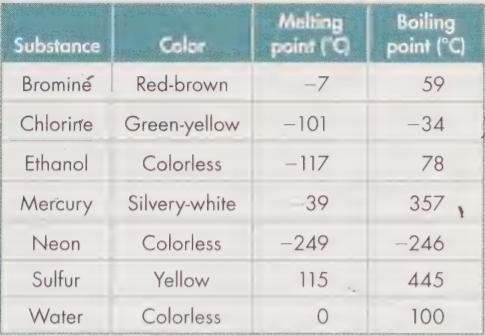 Substance Color Melting point (°C) Boiling point (°C)
Bromine Red-brown −7 59
Chlorine Green-yellow −101 −34
Ethanol Colorless −117 78
Mercury Silvery-white −39 357
Neon Colorless −249 −246
Sulfur Yellow 115 445
Water Colorless 0 100